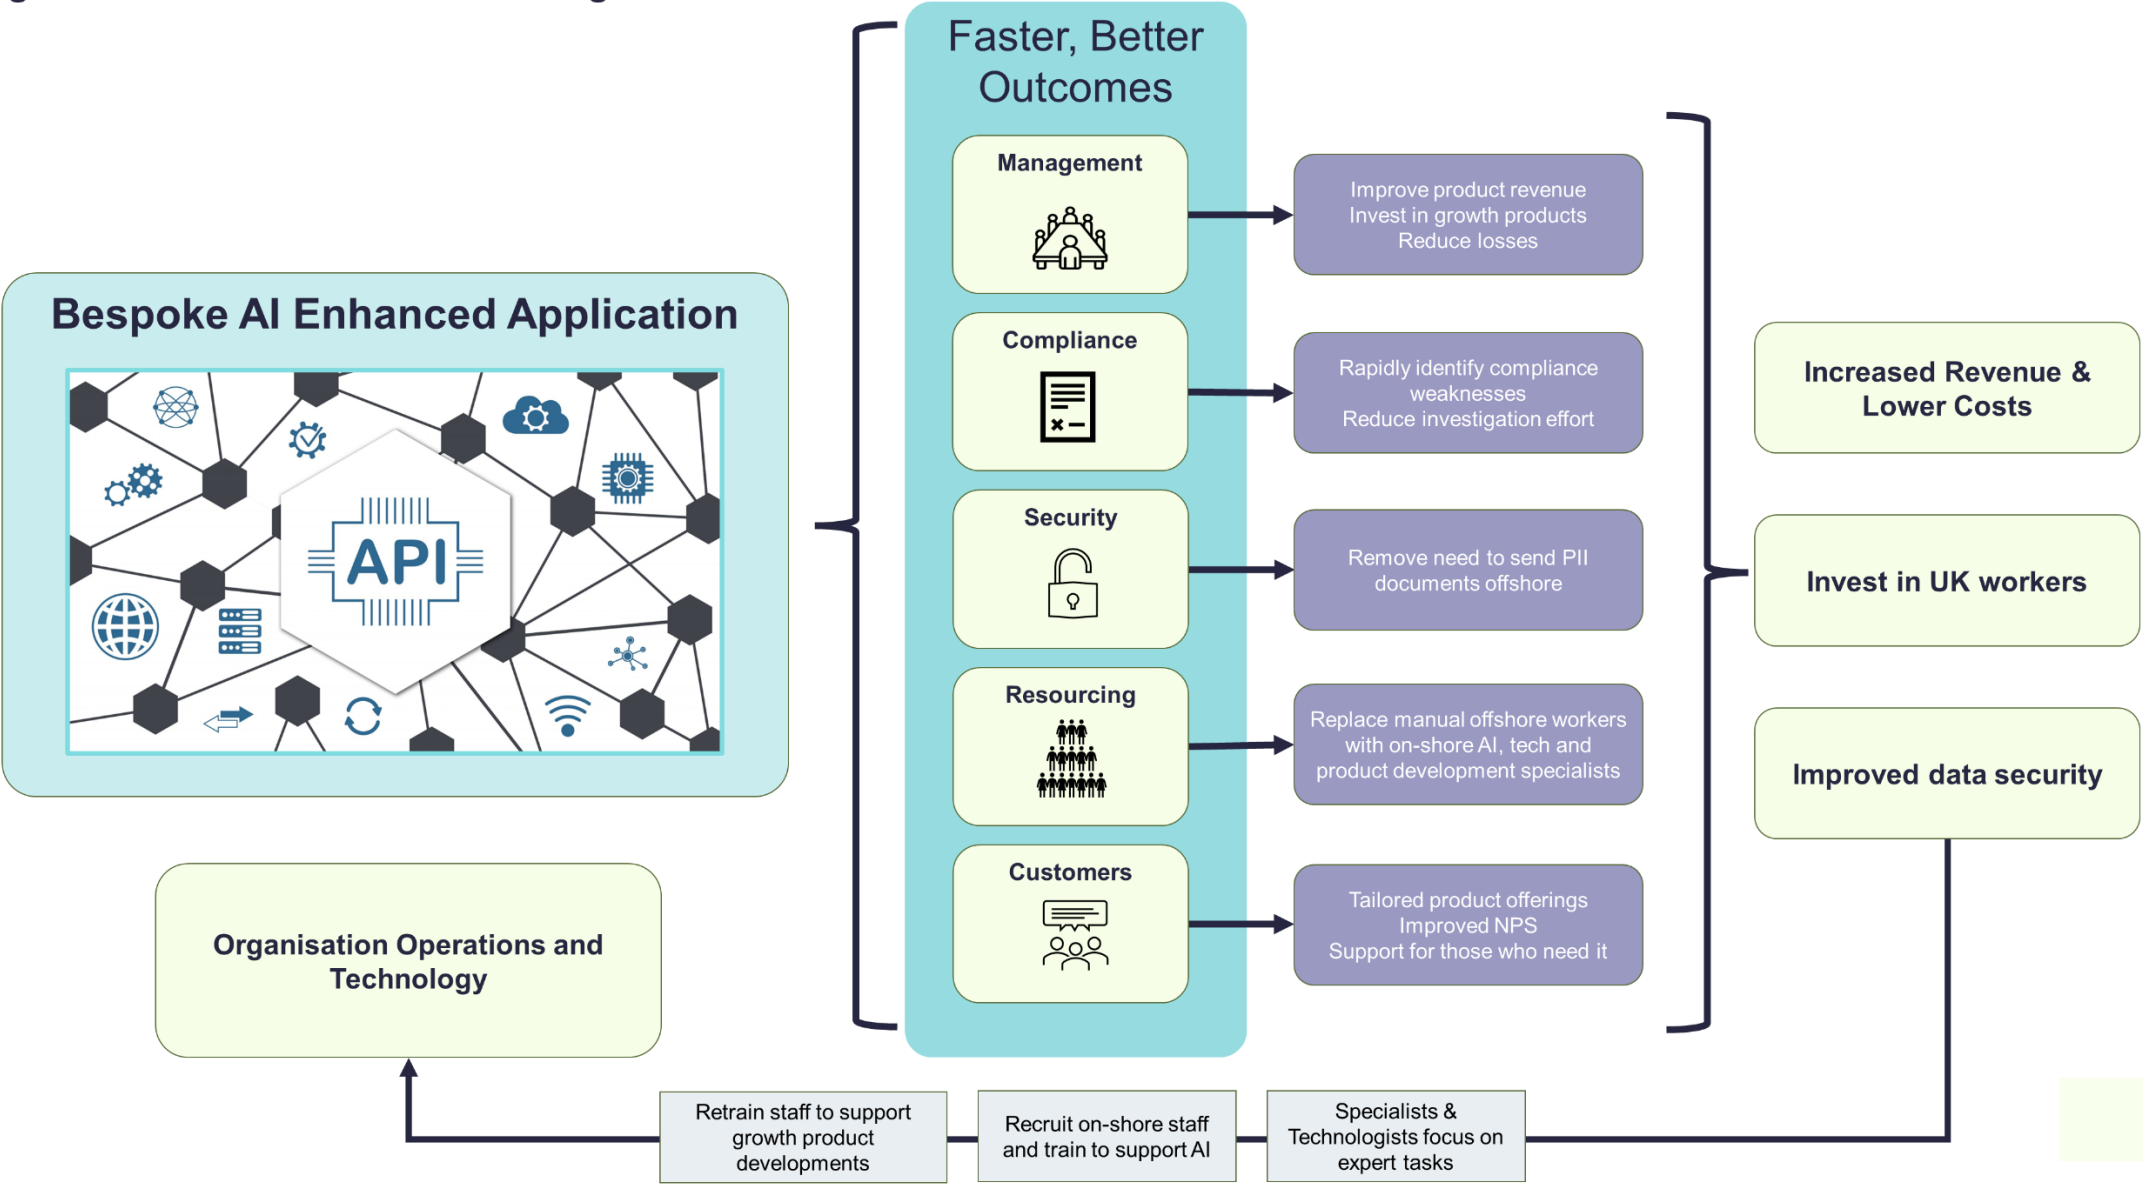 Faster, Better
Outcomes
Management
Improve product revenue
Invest in growth products
Reduce losses
Bespoke AI Enhanced Application
API
Compliance
Rapidly identify compliance
weaknesses
Reduce investigation effort
Security
Remove need to send PII
documents offshore
Resourcing
Replace manual offshore workers
with on-shore AI, tech and
product development specialists
Customers
Tailored product offerings
Improved NPS
Support for those who need it
Increased Revenue &
Lower Costs
Invest in UK workers
Improved data security
Organisation Operations and
Technology
Retrain staff to support
growth product
developments
Recruit on-shore staff
and train to support AI
Specialists &
Technologists focus on
expert tasks